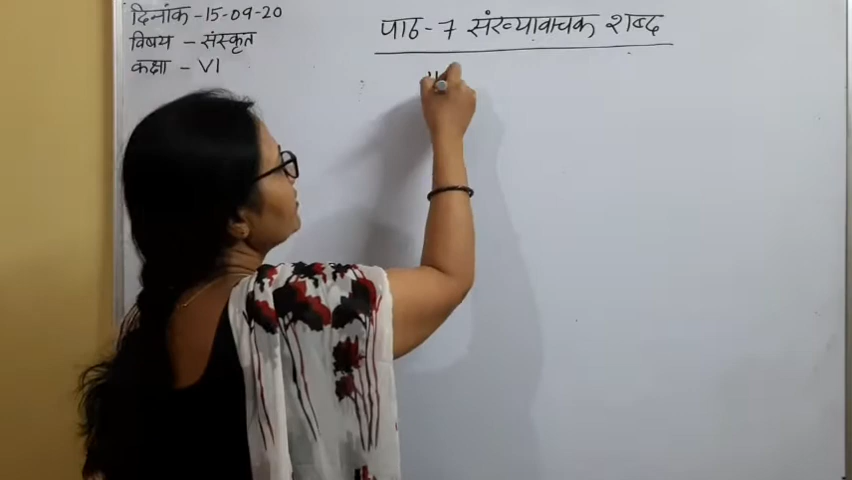 दिनांक - 15-09-20
विषय - संस्कृत
कक्षा - VI
पाठ - 7 संख्यावाचक शब्द